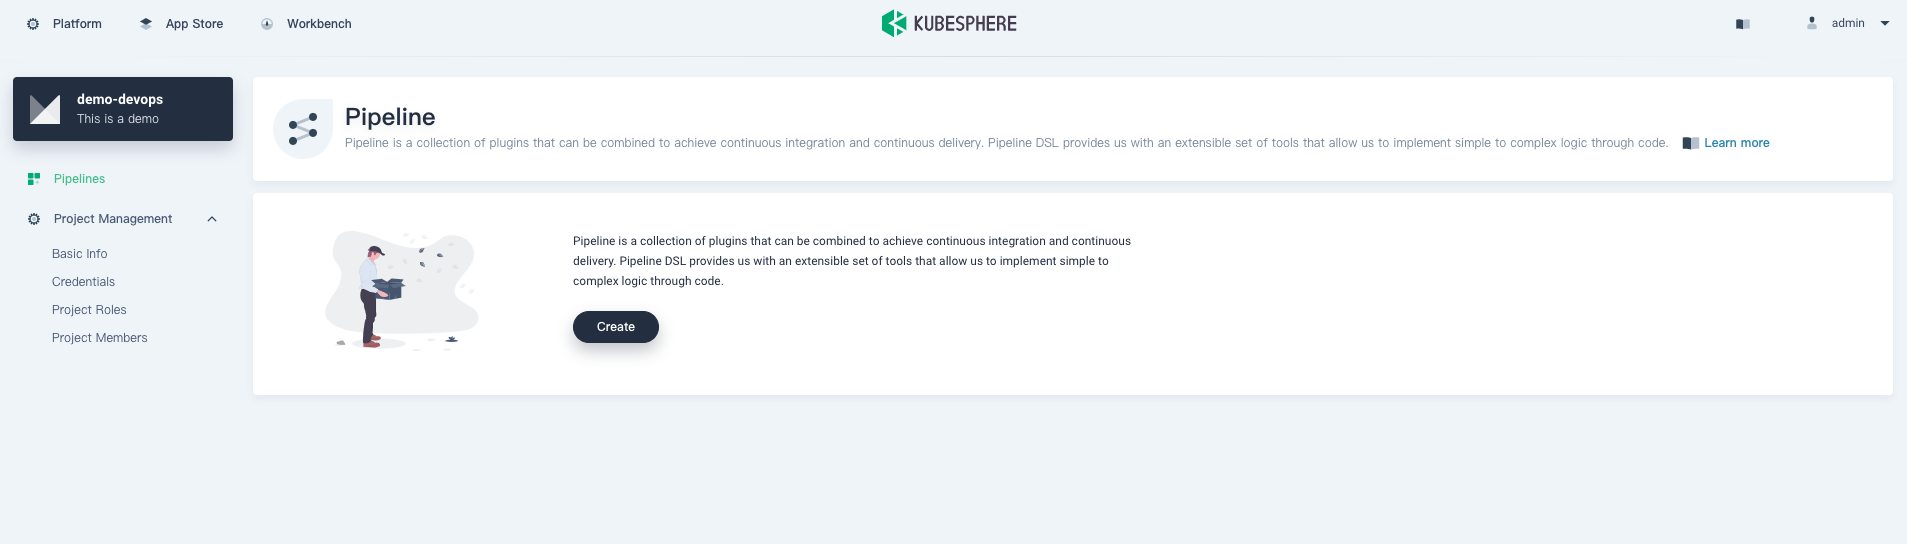 Platform
App Store
Workbench
KUBESPHERE
admin
demo-devops
This is a demo
Pipelines
Project Management
Basic Info
Credentials
Project Roles
Project Members
Pipeline
Pipeline is a collection of plugins that can be combined to achieve continuous integration and continuous delivery. Pipeline DSL provides us with an extensible set of tools that allow us to implement simple to complex logic through code.
Learn more
Pipeline is a collection of plugins that can be combined to achieve continuous integration and continuous
delivery. Pipeline DSL provides us with an extensible set of tools that allow us to implement simple to
complex logic through code.
Create